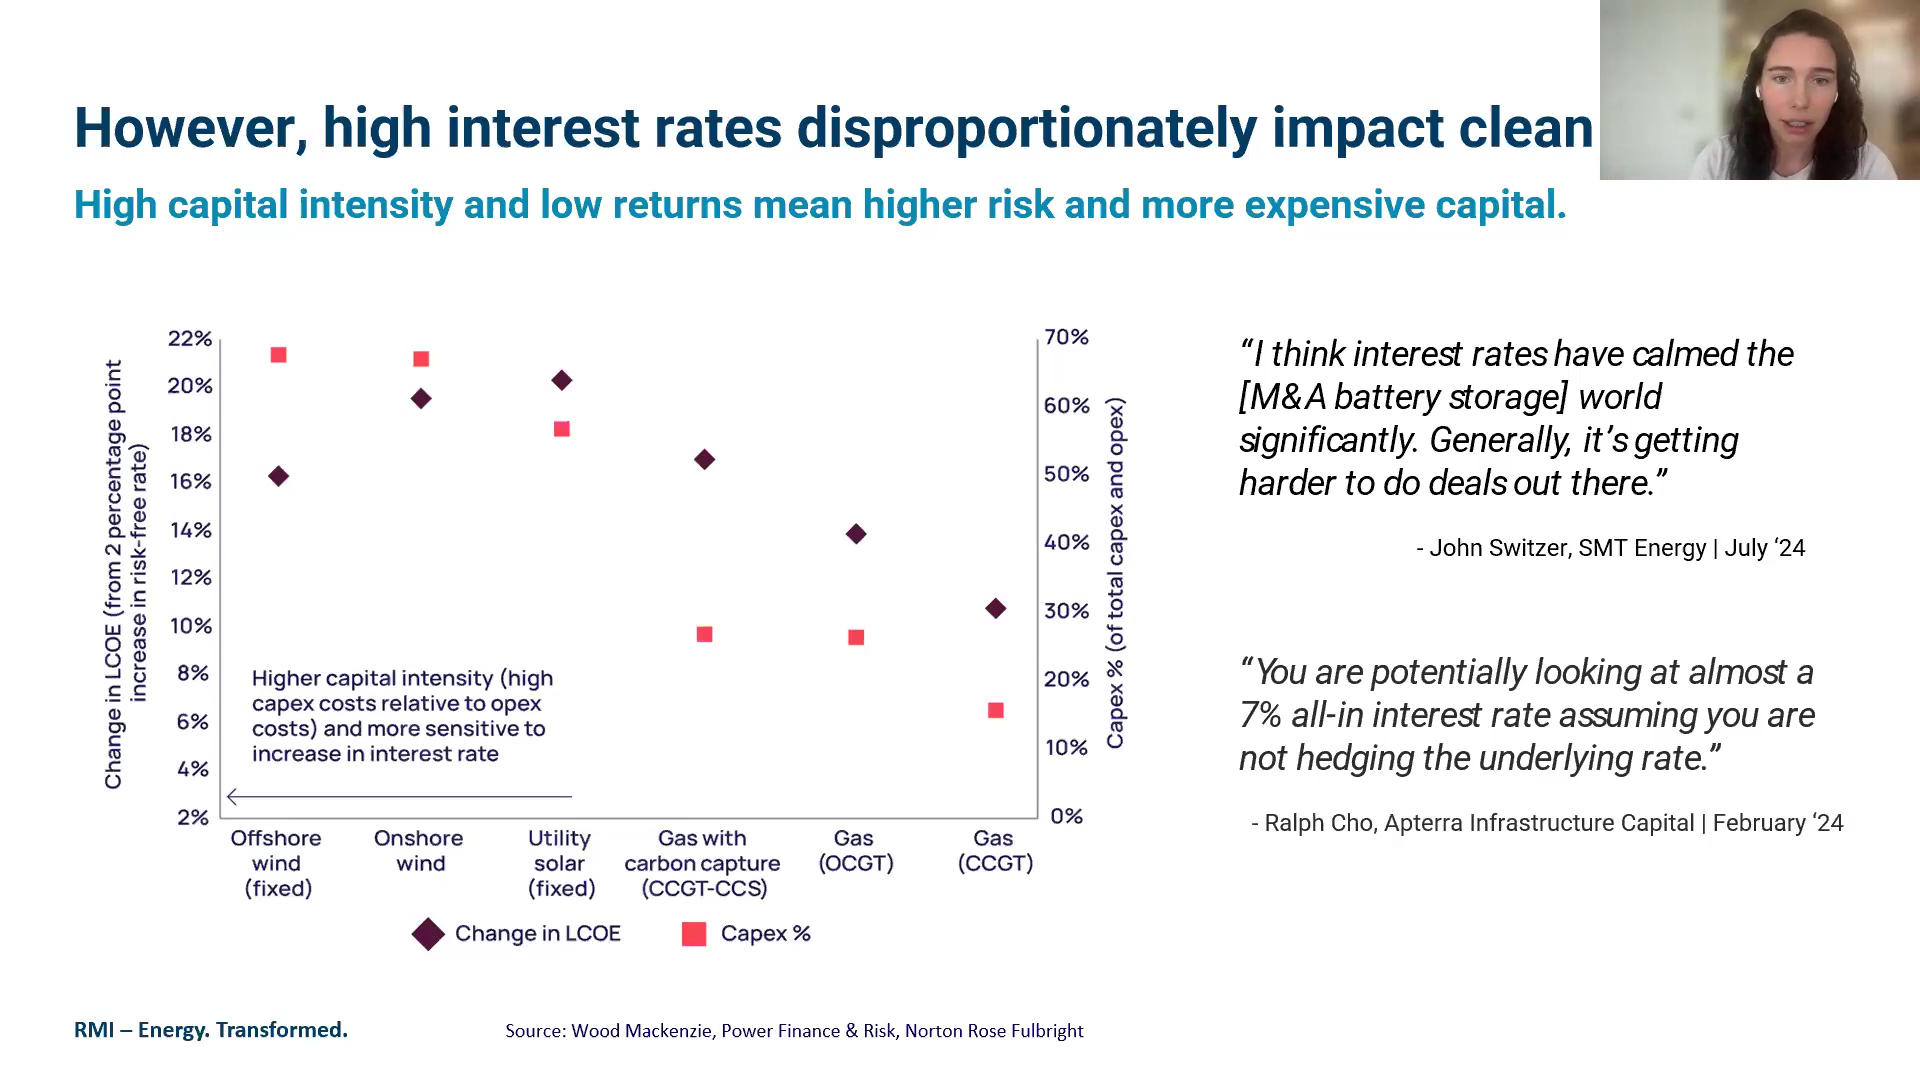 However, high interest rates disproportionately impact clean
High capital intensity and low returns mean higher risk and more expensive capital.
Change in LCOE (from 2 percentage point
increase in risk-free rate)
22%
20%
18%
16%
14%
12%
10%
8%
6%
4%
2%
Higher capital intensity (high
capex costs relative to opex
costs) and more sensitive to
increase in interest rate
70%
60%
50%
40%
30%
20%
10%
0%
Capex % (of total capex and opex)
Offshore
wind
(fixed)
Onshore
wind
Utility
solar
(fixed)
Gas with
carbon capture
(CCGT-CCS)
Gas
(OCGT)
Gas
(CCGT)
Change in LCOE
Capex %
“I think interest rates have calmed the
[M&A battery storage] world
significantly. Generally, it’s getting
harder to do deals out there.”
- John Switzer, SMT Energy | July ‘24
“You are potentially looking at almost a
7% all-in interest rate assuming you are
not hedging the underlying rate.”
- Ralph Cho, Apterra Infrastructure Capital | February ‘24
RMI – Energy. Transformed.
Source: Wood Mackenzie, Power Finance & Risk, Norton Rose Fulbright